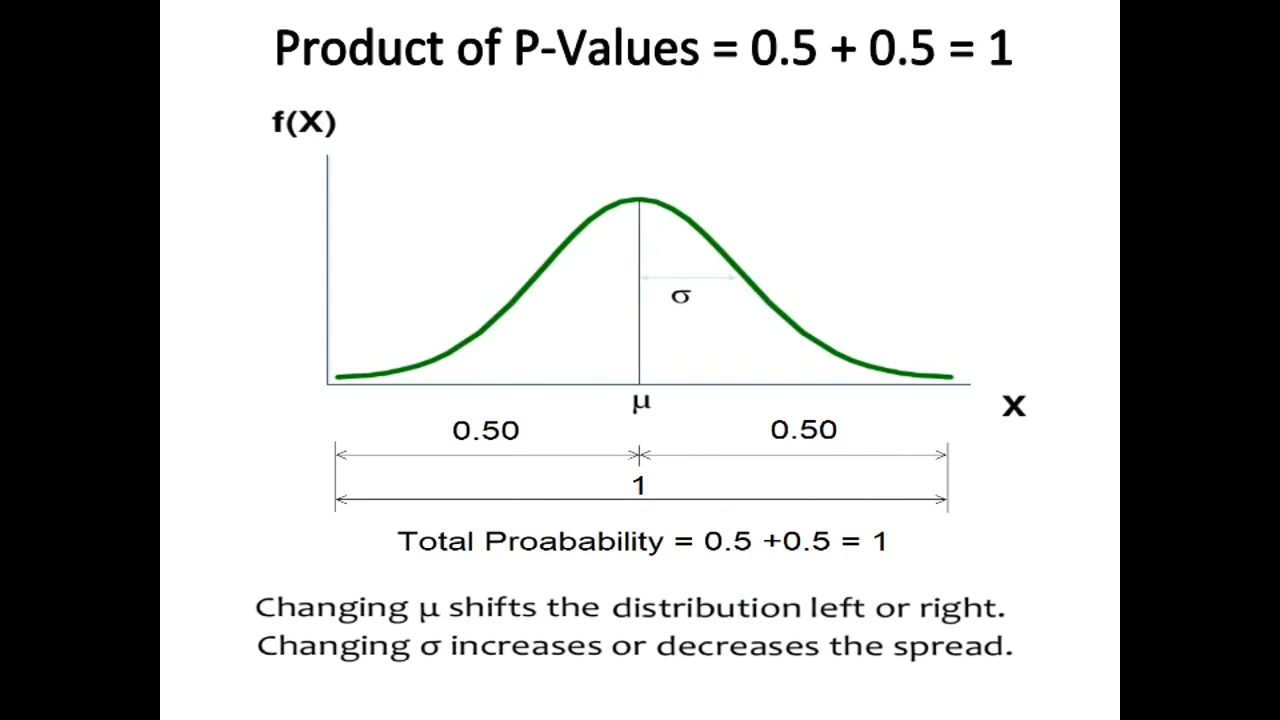 Product of P-Values = 0.5 + 0.5 = 1
f(X)
σ
μ
X
0.50 0.50
1
Total Proabability = 0.5 +0.5 = 1
Changing μ shifts the distribution left or right.
Changing σ increases or decreases the spread.